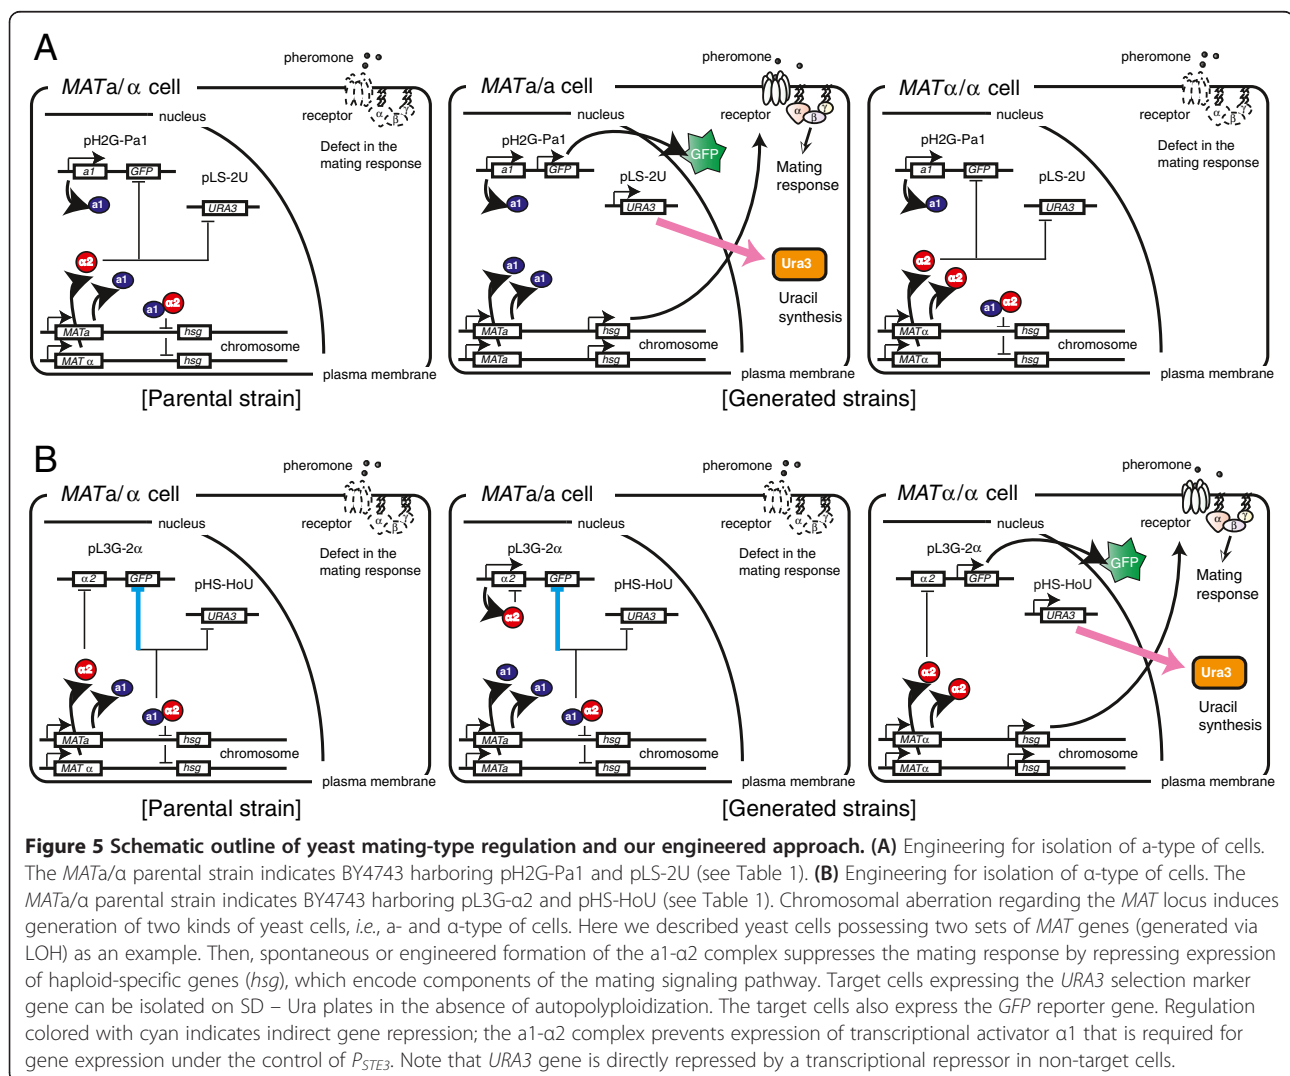 A
pheromone
MATa/α cell
nucleus
receptor
α β γ
Defect in the
mating response
pH2G-Pa1
a1 GFP
pLS-2U
a1
URA3
α2
a1
a1 α2
MATa hsg
chromosome
MAT α hsg
plasma membrane
[Parental strain]
pheromone
MATa/a cell
nucleus
receptor
α β γ
pH2G-Pa1
GFP
Mating
response
a1 GFP
pLS-2U
a1
URA3
Ura3
a1
a1
Uracil
synthesis
MATa hsg
chromosome
MATa hsg
plasma membrane
pheromone
MATα/α cell
nucleus
receptor
α β γ
Defect in the
mating response
pH2G-Pa1
a1 GFP
pLS-2U
a1
URA3
α2
α2
a1 α2
MATα hsg
chromosome
MATα hsg
plasma membrane
[Generated strains]
B
pheromone
MATa/α cell
nucleus
receptor
α β γ
Defect in the
mating response
pL3G-2α
α2 GFP
pHS-HoU
URA3
α2
a1
a1 α2
MATa hsg
chromosome
MAT α hsg
plasma membrane
[Parental strain]
pheromone
MATa/a cell
nucleus
receptor
α β γ
Defect in the
mating response
pL3G-2α
α2 GFP
pHS-HoU
α2
URA3
a1
a1
a1 α2
MATa hsg
chromosome
MATa hsg
plasma membrane
pheromone
MATα/α cell
nucleus
receptor
α β γ
pL3G-2α
GFP
Mating
response
α2 GFP
pHS-HoU
URA3
Ura3
α2
α2
Uracil
synthesis
MATα hsg
chromosome
MATα hsg
plasma membrane
[Generated strains]
Figure 5 Schematic outline of yeast mating-type regulation and our engineered approach. (A) Engineering for isolation of a-type of cells.
The MATa/α parental strain indicates BY4743 harboring pH2G-Pa1 and pLS-2U (see Table 1). (B) Engineering for isolation of α-type of cells. The
MATa/α parental strain indicates BY4743 harboring pL3G-α2 and pHS-HoU (see Table 1). Chromosomal aberration regarding the MAT locus induces
generation of two kinds of yeast cells, i.e., a- and α-type of cells. Here we described yeast cells possessing two sets of MAT genes (generated via
LOH) as an example. Then, spontaneous or engineered formation of the a1-α2 complex suppresses the mating response by repressing expression
of haploid-specific genes (hsg), which encode components of the mating signaling pathway. Target cells expressing the URA3 selection marker
gene can be isolated on SD – Ura plates in the absence of autopolyploidization. The target cells also express the GFP reporter gene. Regulation
colored with cyan indicates indirect gene repression; the a1-α2 complex prevents expression of transcriptional activator α1 that is required for
gene expression under the control of PSTE3. Note that URA3 gene is directly repressed by a transcriptional repressor in non-target cells.